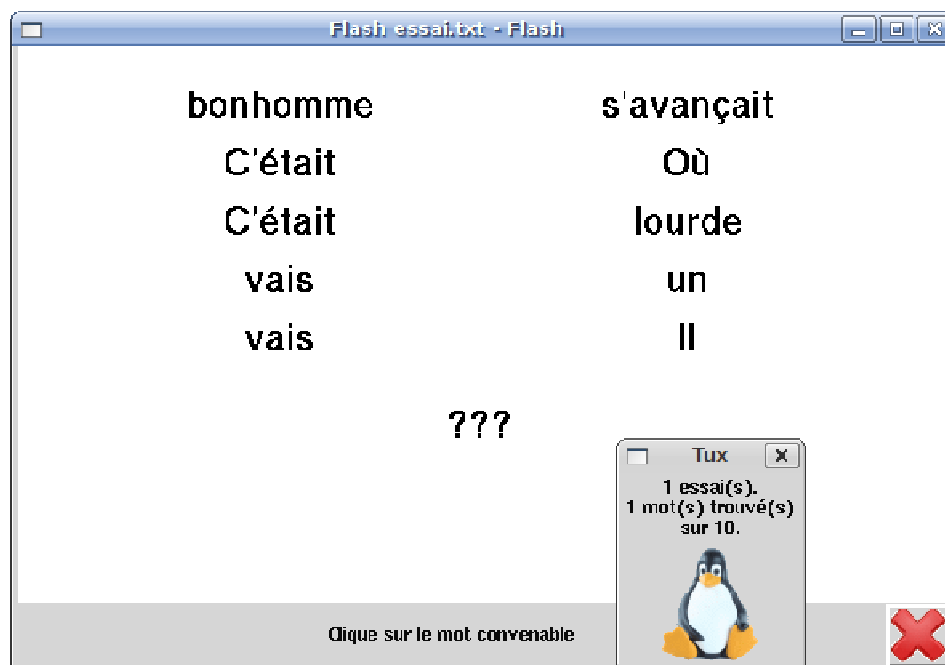 Flash essai.txt - Flash
bonhomme s'avançait
C'était Où
C'était lourde
vais un
vais Il
???
Tux
1 essai(s).
1 mot(s) trouvé(s)
sur 10.
Clique sur le mot convenable